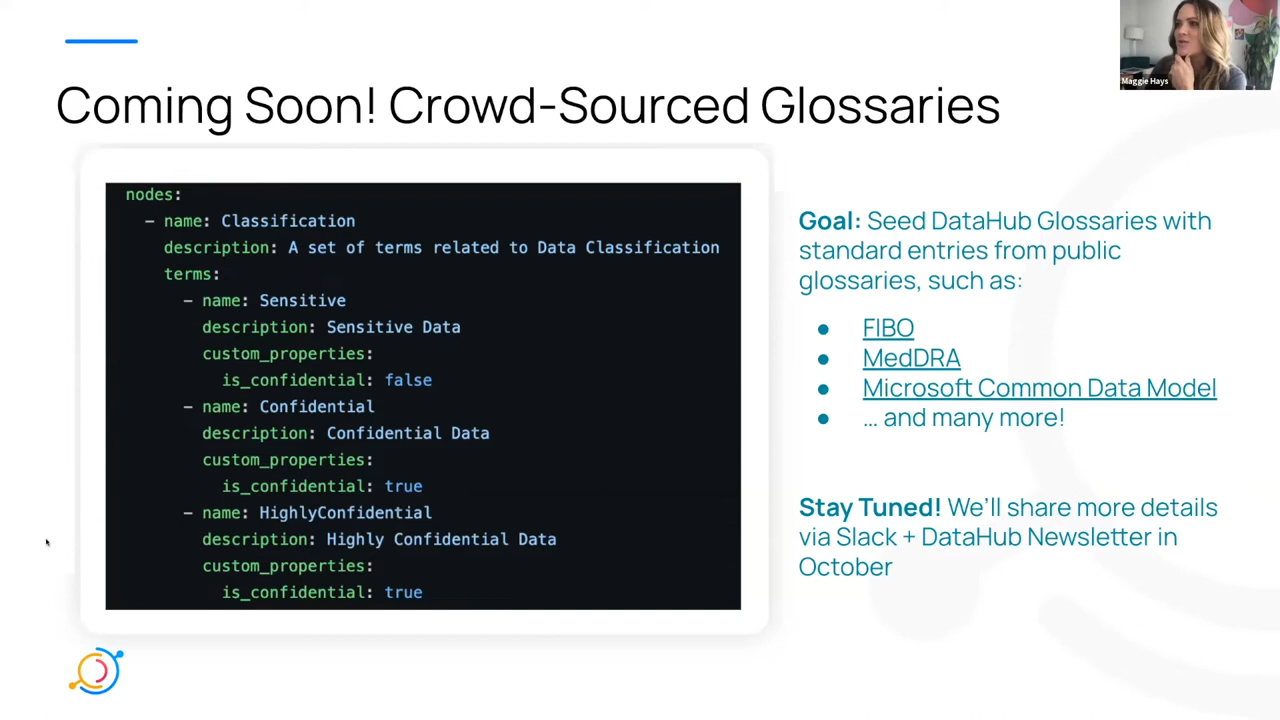 Maggie Hays
Coming Soon! Crowd-Sourced Glossaries
nodes:
- name: Classification
description: A set of terms related to Data Classification
terms:
- name: Sensitive
description: Sensitive Data
custom_properties:
is_confidential: false
- name: Confidential
description: Confidential Data
custom_properties:
is_confidential: true
- name: HighlyConfidential
description: Highly Confidential Data
custom_properties:
is_confidential: true
Goal: Seed DataHub Glossaries with
standard entries from public
glossaries, such as:
● FIBO
● MedDRA
● Microsoft Common Data Model
● … and many more!
Stay Tuned! We’ll share more details
via Slack + DataHub Newsletter in
October